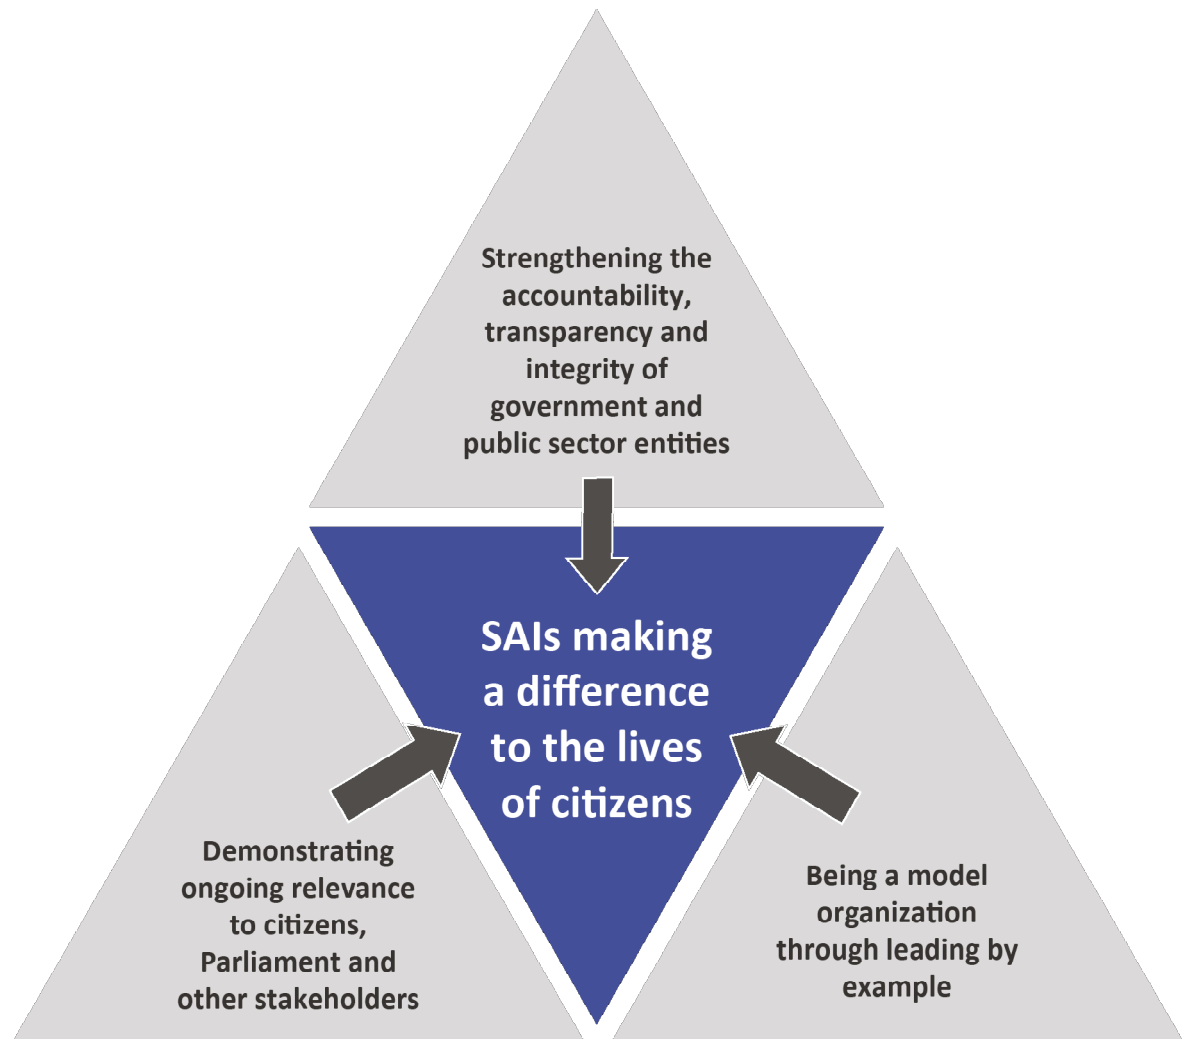 Strengthening the
accountability,
transparency and
integrity of
government and
public sector entities
SAIs making
a difference
to the lives
of citizens
Demonstrating
ongoing relevance
to citizens,
Parliament and
other stakeholders
Being a model
organization
through leading by
example